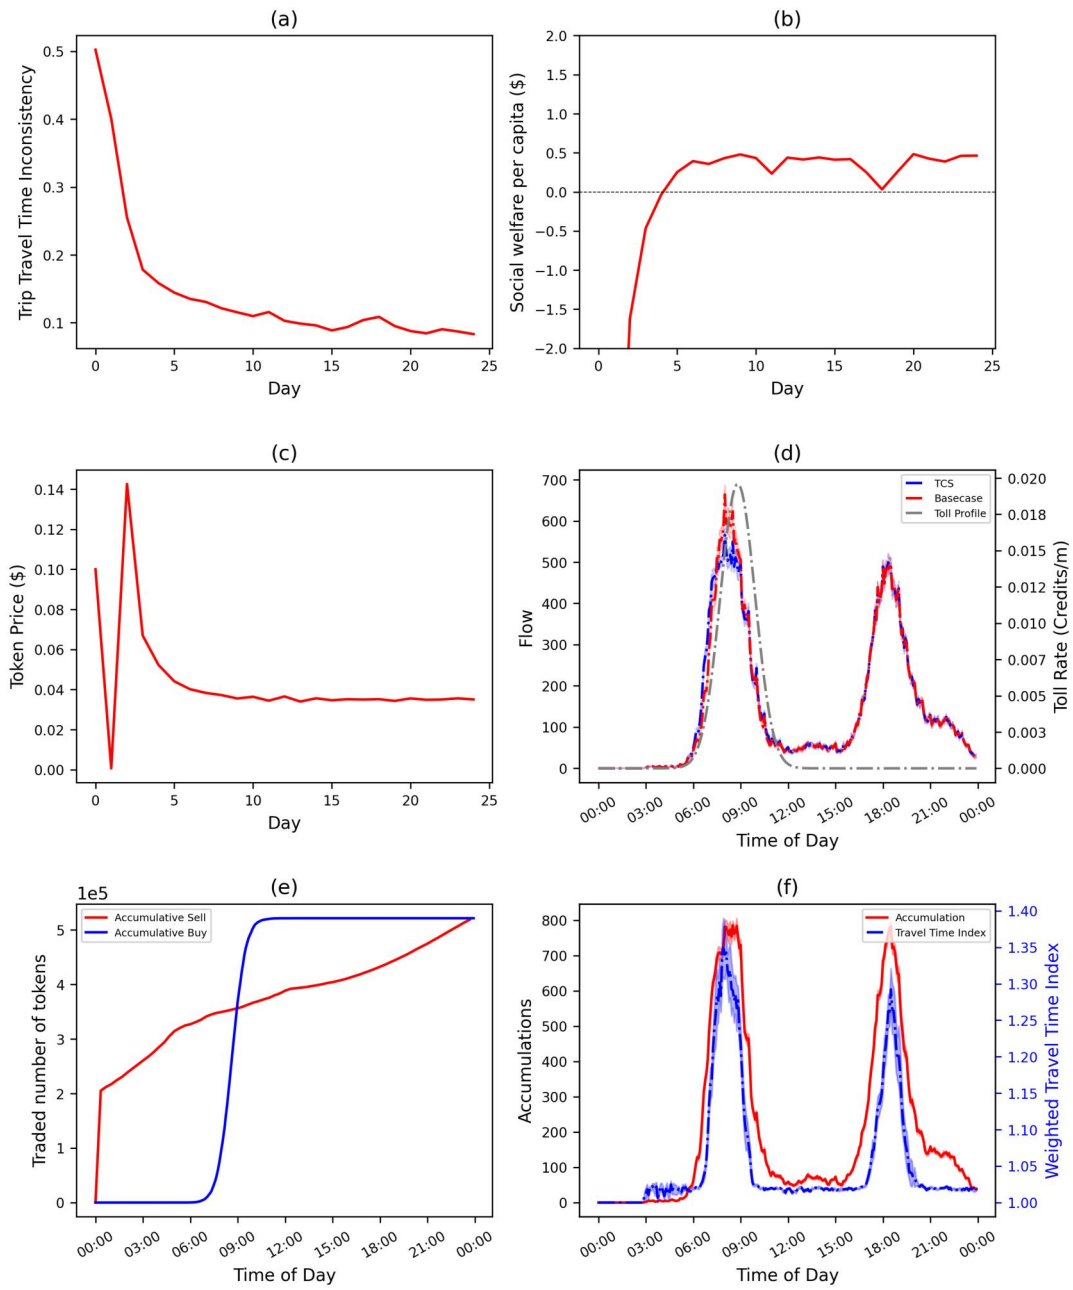 (a)
Trip Travel Time Inconsistency
0.5
0.4
0.3
0.2
0.1
0 5 10 15 20 25
Day
(b)
Social welfare per capita ($)
2.0
1.5
1.0
0.5
0.0
−0.5
−1.0
−1.5
−2.0
0 5 10 15 20 25
Day
(c)
Token Price ($)
0.14
0.12
0.10
0.08
0.06
0.04
0.02
0.00
0 5 10 15 20 25
Day
(d)
Flow
700
600
500
400
300
200
100
0
TCS
Basecase
Toll Profile
0.020
0.018
0.015
0.013
0.010
0.007
0.005
0.003
0.000
Toll Rate (Credits/m)
00:00 03:00 06:00 09:00 12:00 15:00 18:00 21:00 00:00
Time of Day
(e)
1e5
Traded number of tokens
5
4
3
2
1
0
Accumulative Sell
Accumulative Buy
00:00 03:00 06:00 09:00 12:00 15:00 18:00 21:00 00:00
Time of Day
(f)
Accumulations
800
700
600
500
400
300
200
100
0
Accumulation
Travel Time Index
1.40
1.35
1.30
1.25
1.20
1.15
1.10
1.05
1.00
Weighted Travel Time Index
00:00 03:00 06:00 09:00 12:00 15:00 18:00 21:00 00:00
Time of Day